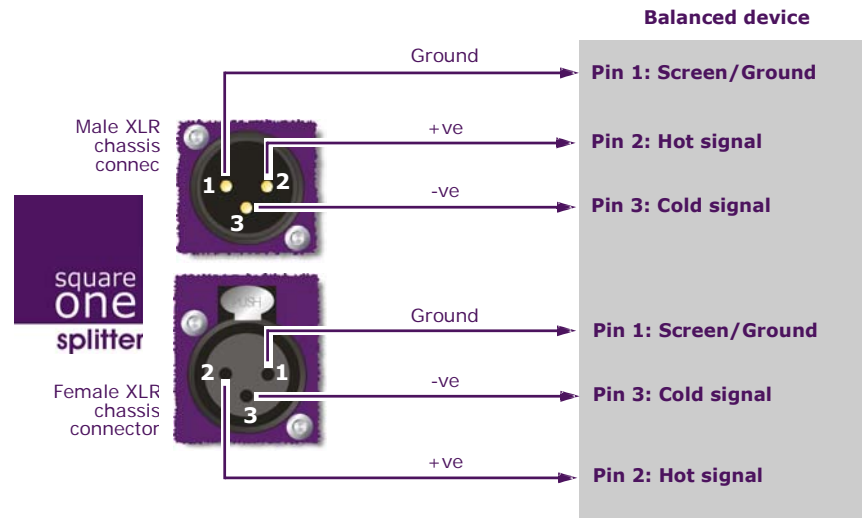 Balanced device
Ground
Pin 1: Screen/Ground
Male XLR
chassis
connec
+ve
Pin 2: Hot signal
1
2
-ve
3
Pin 3: Cold signal
square
one
splitter
PUSH
Ground
Pin 1: Screen/Ground
2
1
-ve
3
Pin 3: Cold signal
Female XLR
chassis
connector
+ve
Pin 2: Hot signal